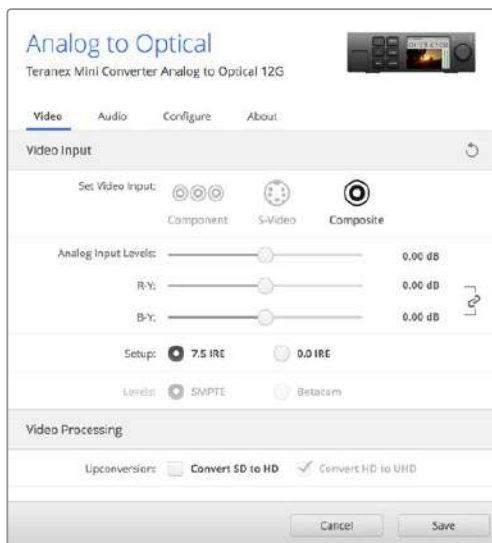 Analog to Optical
Teranex Mini Converter Analog to Optical 12G
Video Audio Configure About
Video Input
Set Video Input:
Component S-Video Composite
Analog Input Levels: 0.00 dB
R-Y: 0.00 dB
B-Y: 0.00 dB
Setup: 7.5 IRE 0.0 IRE
Levels: SMPTE Betacam
Video Processing
Upconversion: Convert SD to HD Convert HD to UHD
Cancel Save